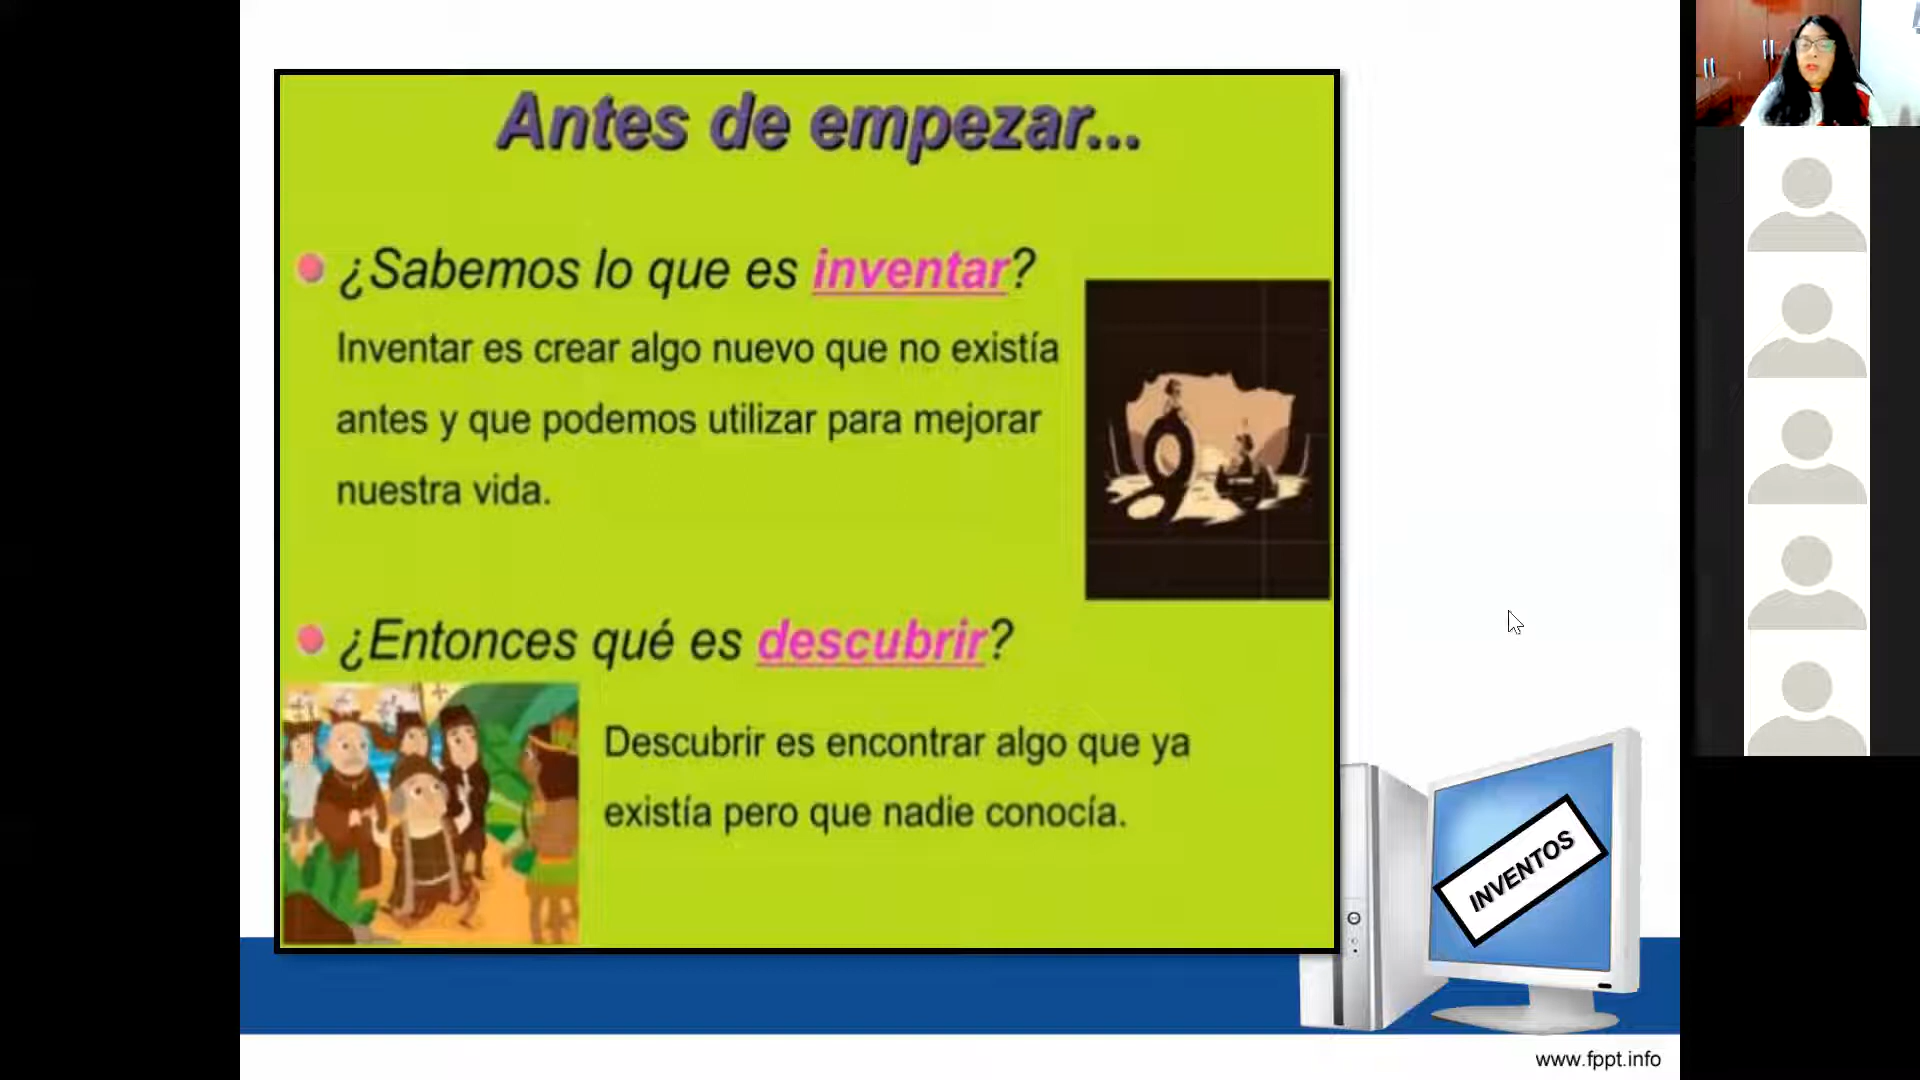 Antes de empezar...
¿Sabemos lo que es inventar?
Inventar es crear algo nuevo que no existía
antes y que podemos utilizar para mejorar
nuestra vida.
¿Entonces qué es descubrir?
Descubrir es encontrar algo que ya
existía pero que nadie conocía.
INVENTOS
www.fppt.info